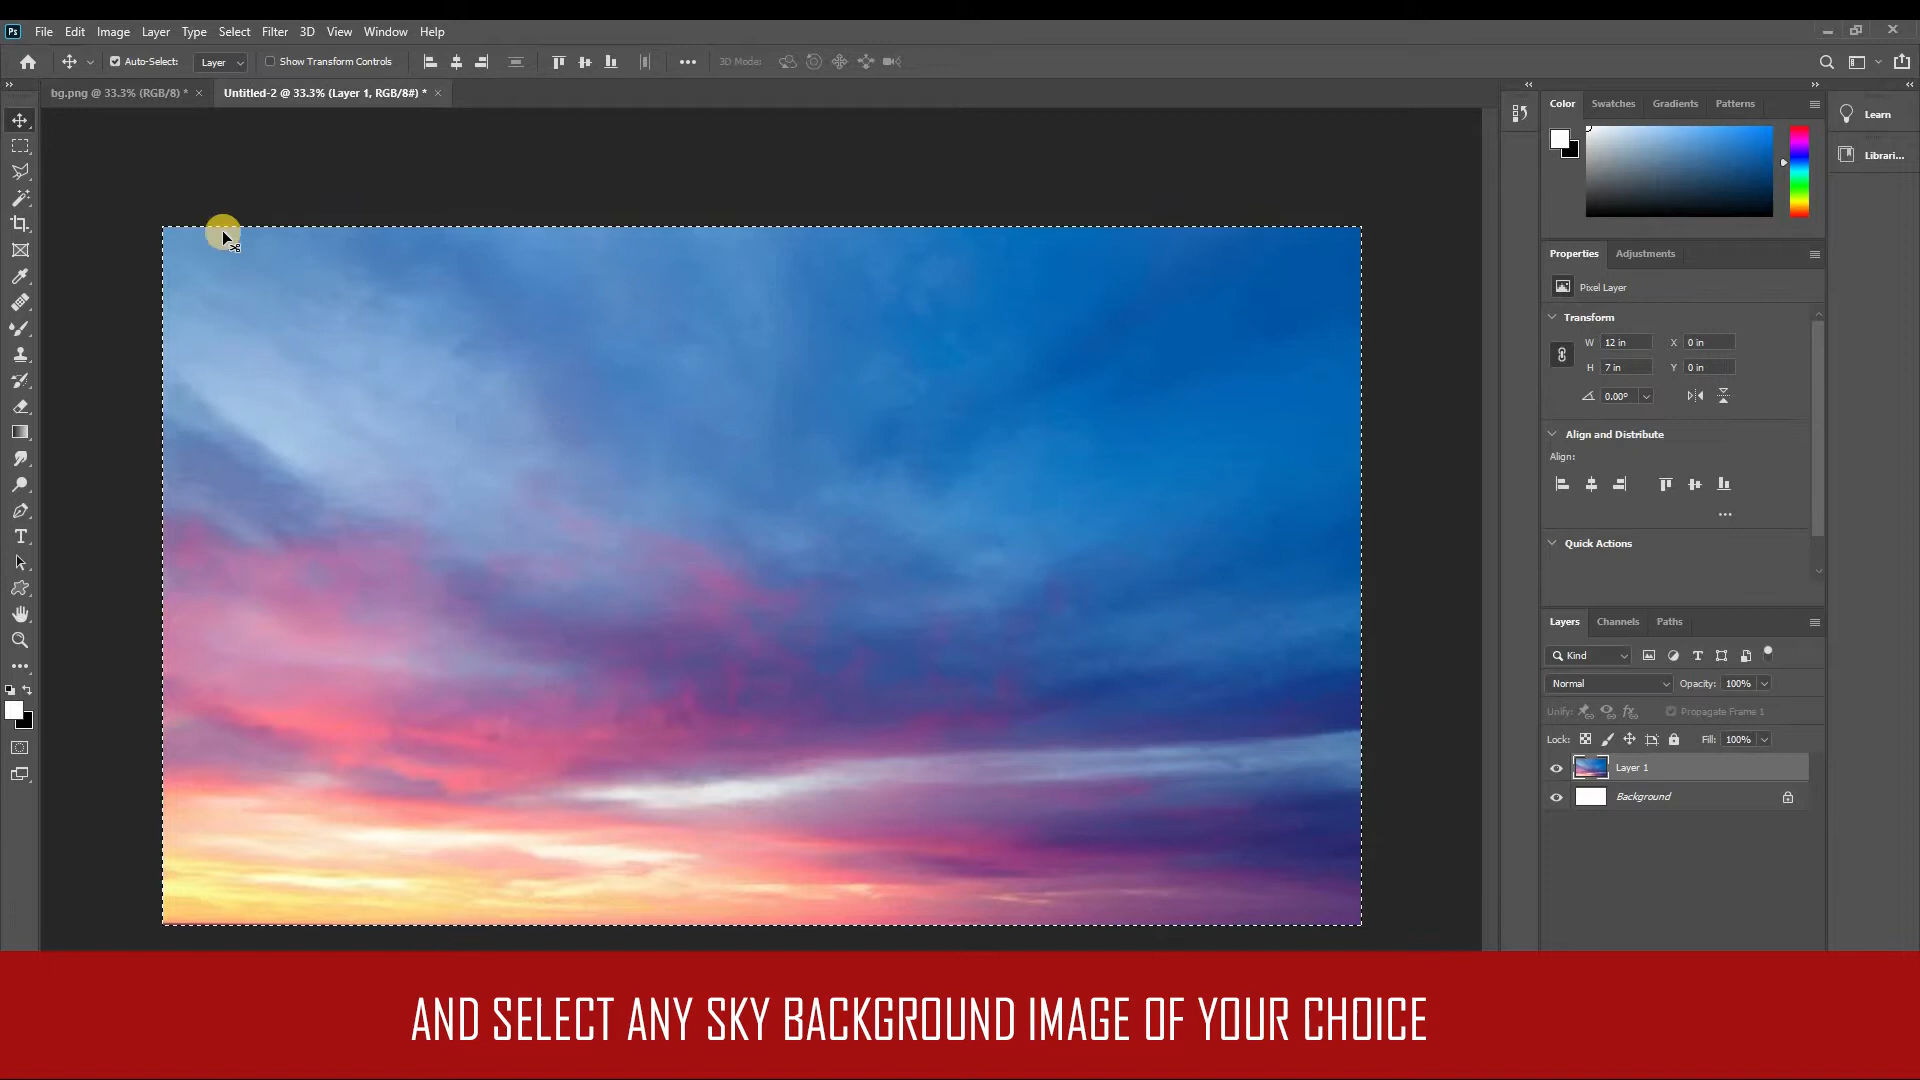 Ps File Edit Image Layer Type Select Filter 3D View Window Help
Auto-Select: Layer Show Transform Controls 3D Mode:
bg.png @ 33.3% (RGB/8) * × Untitled-2 @ 33.3% (Layer 1, RGB/8#) * ×
Color Swatches Gradients Patterns
Learn
Librari...
Properties Adjustments
Pixel Layer
Transform
W 12 in X 0 in
H 7 in Y 0 in
0.00°
Align and Distribute
Align:
Quick Actions
Layers Channels Paths
Kind
Normal Opacity: 100%
Unify: Propagate Frame 1
Lock: Fill: 100%
Layer 1
Background
AND SELECT ANY SKY BACKGROUND IMAGE OF YOUR CHOICE